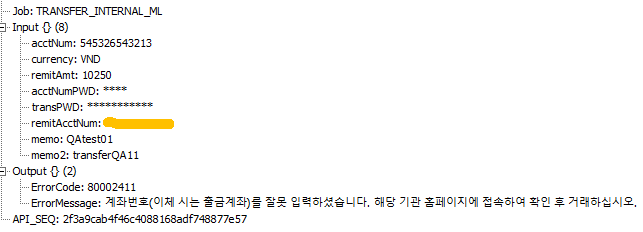 Job: TRANSFER_INTERNAL_ML
Input {} (8)
acctNum: 545326543213
currency: VND
remitAmt: 10250
acctNumPWD: ****
transPWD: ***********
remitAcctNum:
memo: QAtest01
memo2: transferQA11
Output {} (2)
ErrorCode: 80002411
ErrorMessage: 계좌번호(이체 시는 출금계좌)를 잘못 입력하셨습니다. 해당 기관 홈페이지에 접속하여 확인 후 거래하십시오.
API_SEQ: 2f3a9cab4f46c4088168adf748877e57